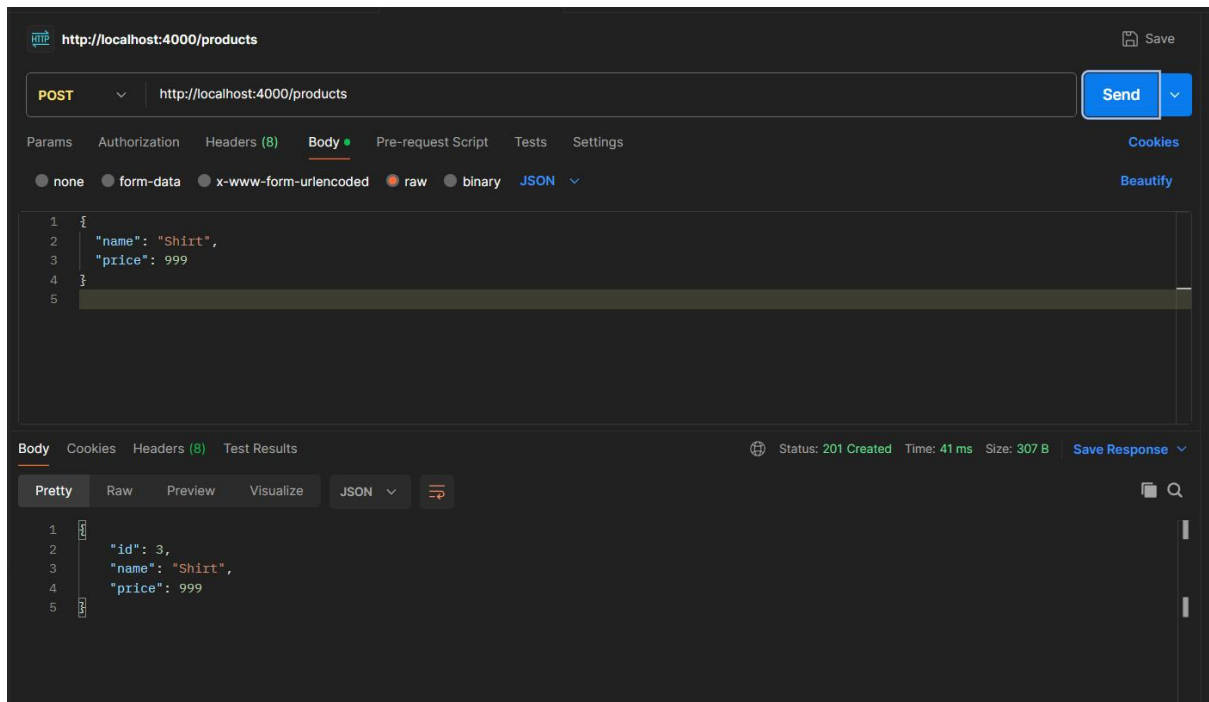 HTTP http://localhost:4000/products Save
POST http://localhost:4000/products Send
Params Authorization Headers (8) Body Pre-request Script Tests Settings Cookies
none form-data x-www-form-urlencoded raw binary JSON Beautify
1 {
2 "name": "Shirt",
3 "price": 999
4 }
5
Body Cookies Headers (8) Test Results Status: 201 Created Time: 41 ms Size: 307 B Save Response
Pretty Raw Preview Visualize JSON
1 {
2 "id": 3,
3 "name": "Shirt",
4 "price": 999
5 }